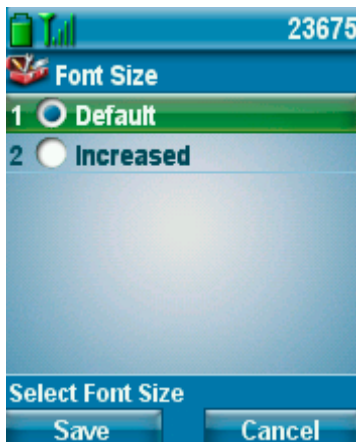 23675
Font Size
1 Default
2 Increased
Select Font Size
Save Cancel